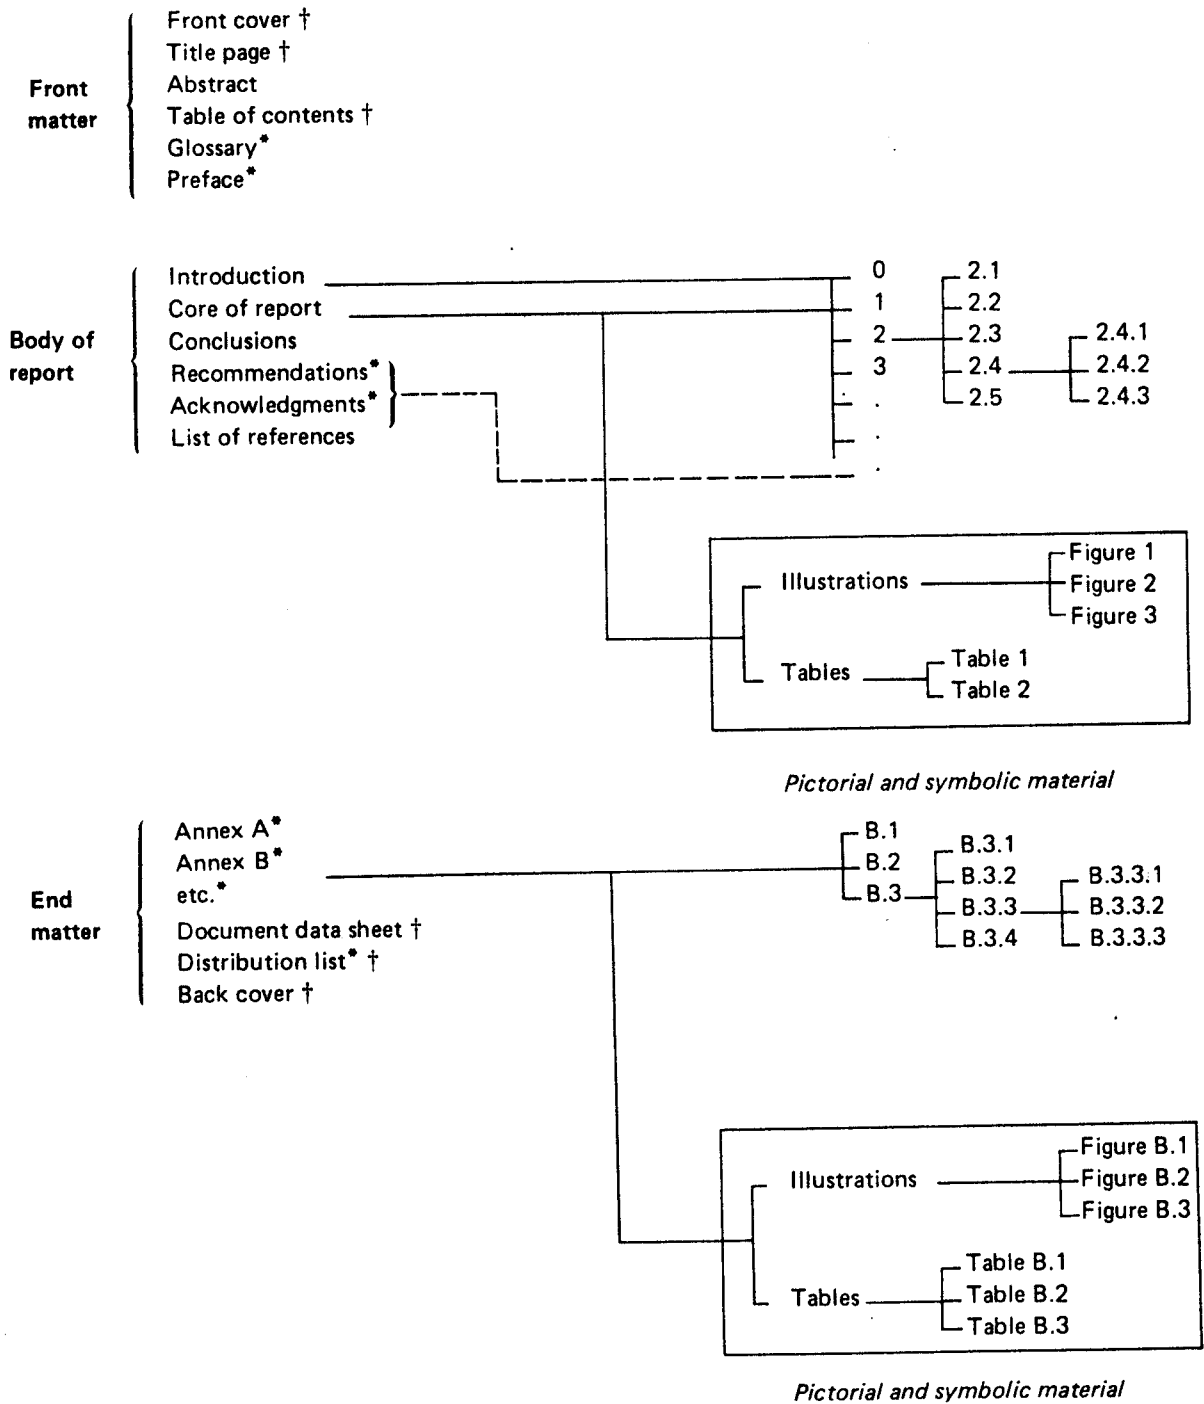 Front matter
Front cover †
Title page †
Abstract
Table of contents †
Glossary*
Preface*
Body of report
Introduction
Core of report
Conclusions
Recommendations*
Acknowledgments*
List of references
0
1
2
3
.
.
.
2.1
2.2
2.3
2.4
2.5
2.4.1
2.4.2
2.4.3
Illustrations
Figure 1
Figure 2
Figure 3
Tables
Table 1
Table 2
Pictorial and symbolic material
End matter
Annex A*
Annex B*
etc.*
Document data sheet †
Distribution list* †
Back cover †
B.1
B.2
B.3
B.3.1
B.3.2
B.3.3
B.3.4
B.3.3.1
B.3.3.2
B.3.3.3
Illustrations
Figure B.1
Figure B.2
Figure B.3
Tables
Table B.1
Table B.2
Table B.3
Pictorial and symbolic material